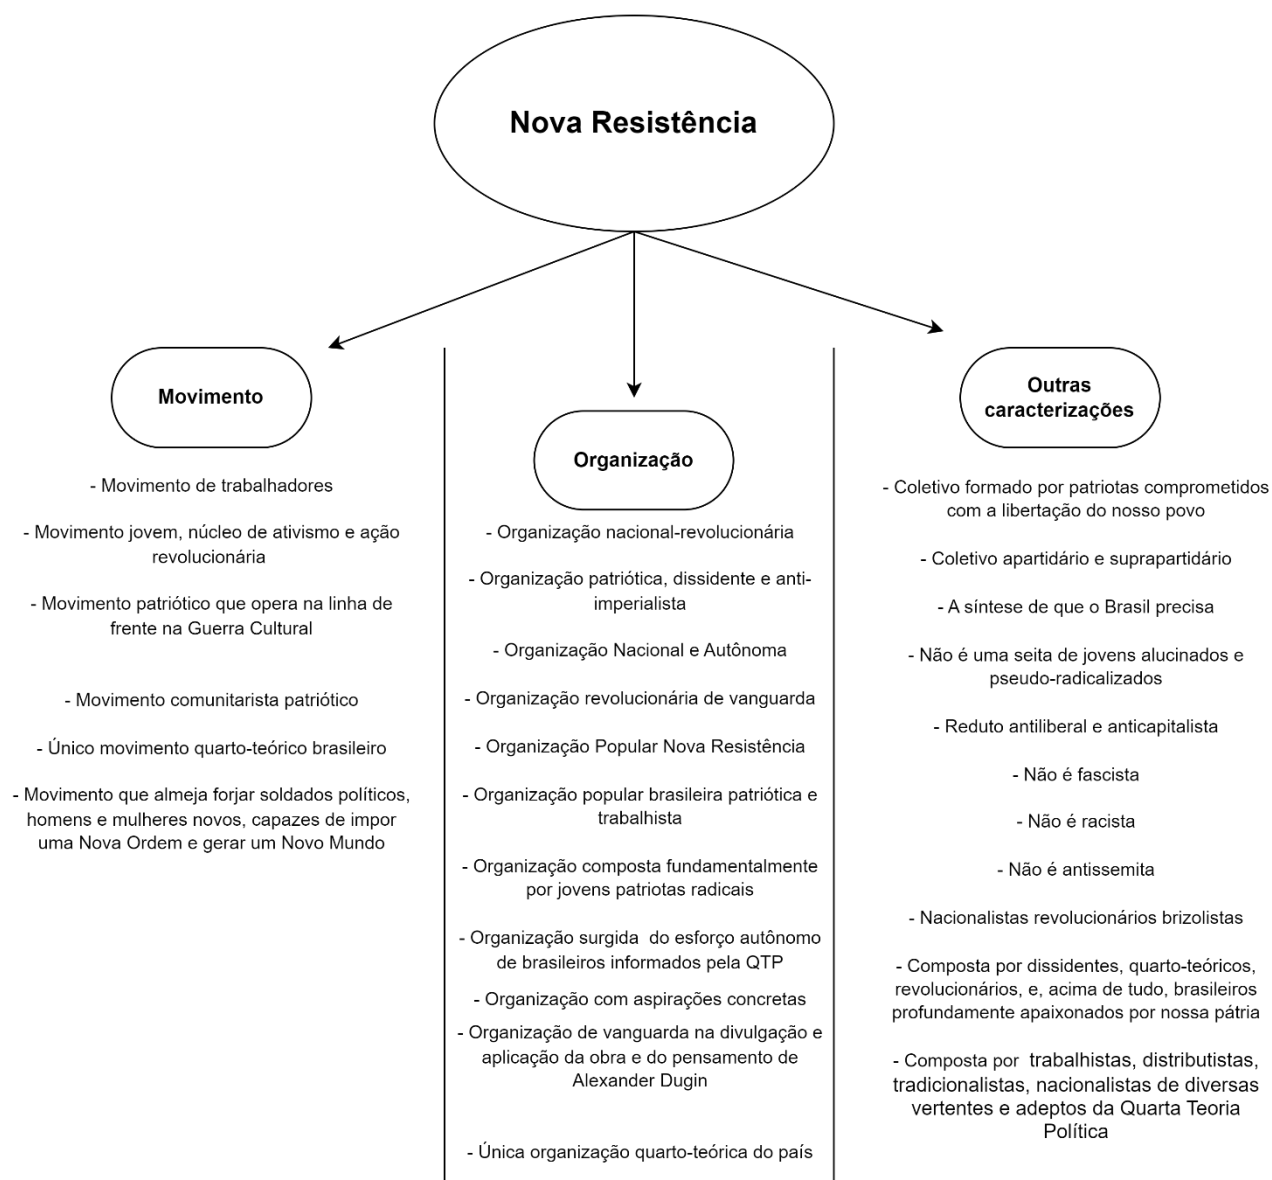 Nova Resistência
Movimento
- Movimento de trabalhadores
- Movimento jovem, núcleo de ativismo e ação
revolucionária
- Movimento patriótico que opera na linha de
frente na Guerra Cultural
- Movimento comunitarista patriótico
- Único movimento quarto-teórico brasileiro
- Movimento que almeja forjar soldados políticos,
homens e mulheres novos, capazes de impor
uma Nova Ordem e gerar um Novo Mundo
Organização
- Organização nacional-revolucionária
- Organização patriótica, dissidente e anti-
imperialista
- Organização Nacional e Autônoma
- Organização revolucionária de vanguarda
- Organização Popular Nova Resistência
- Organização popular brasileira patriótica e
trabalhista
- Organização composta fundamentalmente
por jovens patriotas radicais
- Organização surgida do esforço autônomo
de brasileiros informados pela QTP
- Organização com aspirações concretas
- Organização de vanguarda na divulgação e
aplicação da obra e do pensamento de
Alexander Dugin
- Única organização quarto-teórica do país
Outras
caracterizações
- Coletivo formado por patriotas comprometidos
com a libertação do nosso povo
- Coletivo apartidário e suprapartidário
- A síntese de que o Brasil precisa
- Não é uma seita de jovens alucinados e
pseudo-radicalizados
- Reduto antiliberal e anticapitalista
- Não é fascista
- Não é racista
- Não é antissemita
- Nacionalistas revolucionários brizolistas
- Composta por dissidentes, quarto-teóricos,
revolucionários, e, acima de tudo, brasileiros
profundamente apaixonados por nossa pátria
- Composta por trabalhistas, distributistas,
tradicionalistas, nacionalistas de diversas
vertentes e adeptos da Quarta Teoria
Política